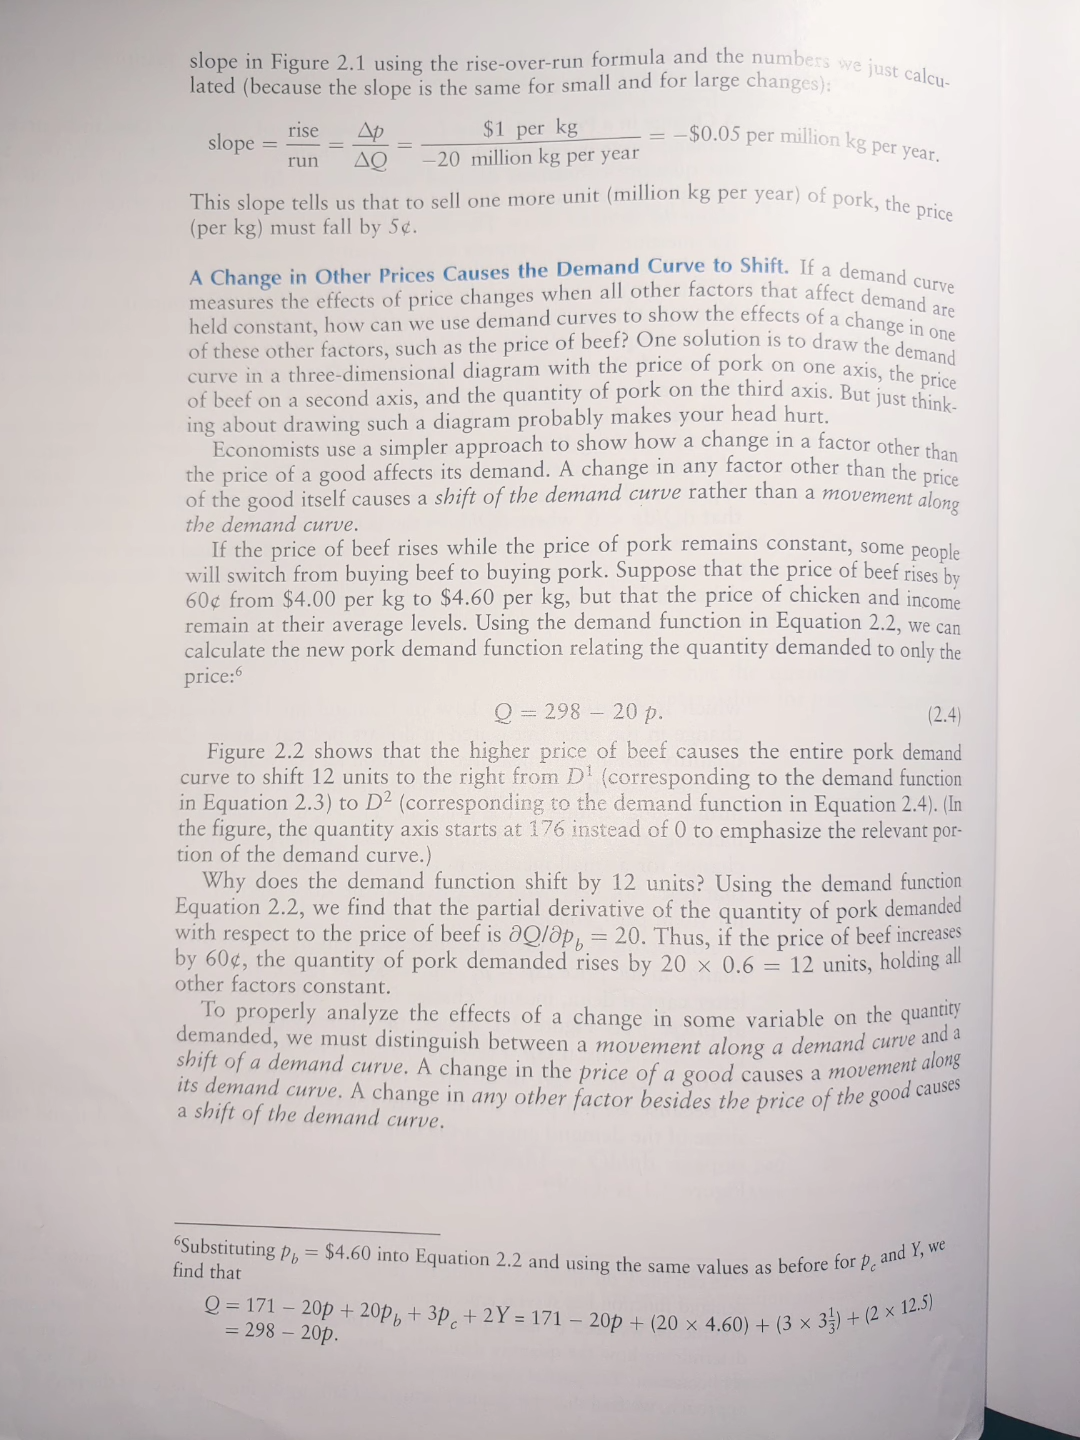 slope in Figure 2.1 using the rise-over-run formula and the numbers we just calcu-
lated (because the slope is the same for small and for large changes):
slope = rise/run = Δp/ΔQ = $1 per kg/−20 million kg per year = −$0.05 per million kg per year.
This slope tells us that to sell one more unit (million kg per year) of pork, the price
(per kg) must fall by 5¢.
A Change in Other Prices Causes the Demand Curve to Shift. If a demand curve
measures the effects of price changes when all other factors that affect demand are
held constant, how can we use demand curves to show the effects of a change in one
of these other factors, such as the price of beef? One solution is to draw the demand
curve in a three-dimensional diagram with the price of pork on one axis, the price
of beef on a second axis, and the quantity of pork on the third axis. But just think-
ing about drawing such a diagram probably makes your head hurt.
Economists use a simpler approach to show how a change in a factor other than
the price of a good affects its demand. A change in any factor other than the price
of the good itself causes a shift of the demand curve rather than a movement along
the demand curve.
If the price of beef rises while the price of pork remains constant, some people
will switch from buying beef to buying pork. Suppose that the price of beef rises by
60¢ from $4.00 per kg to $4.60 per kg, but that the price of chicken and income
remain at their average levels. Using the demand function in Equation 2.2, we can
calculate the new pork demand function relating the quantity demanded to only the
price:⁶
Q = 298 − 20 p. (2.4)
Figure 2.2 shows that the higher price of beef causes the entire pork demand
curve to shift 12 units to the right from D¹ (corresponding to the demand function
in Equation 2.3) to D² (corresponding to the demand function in Equation 2.4). (In
the figure, the quantity axis starts at 176 instead of 0 to emphasize the relevant por-
tion of the demand curve.)
Why does the demand function shift by 12 units? Using the demand function
Equation 2.2, we find that the partial derivative of the quantity of pork demanded
with respect to the price of beef is ∂Q/∂p_b = 20. Thus, if the price of beef increases
by 60¢, the quantity of pork demanded rises by 20 × 0.6 = 12 units, holding all
other factors constant.
To properly analyze the effects of a change in some variable on the quantity
demanded, we must distinguish between a movement along a demand curve and a
shift of a demand curve. A change in the price of a good causes a movement along
its demand curve. A change in any other factor besides the price of the good causes
a shift of the demand curve.
⁶Substituting p_b = $4.60 into Equation 2.2 and using the same values as before for p_c and Y, we
find that
Q = 171 − 20p + 20p_b + 3p_c + 2Y = 171 − 20p + (20 × 4.60) + (3 × 3⅓) + (2 × 12.5)
= 298 − 20p.